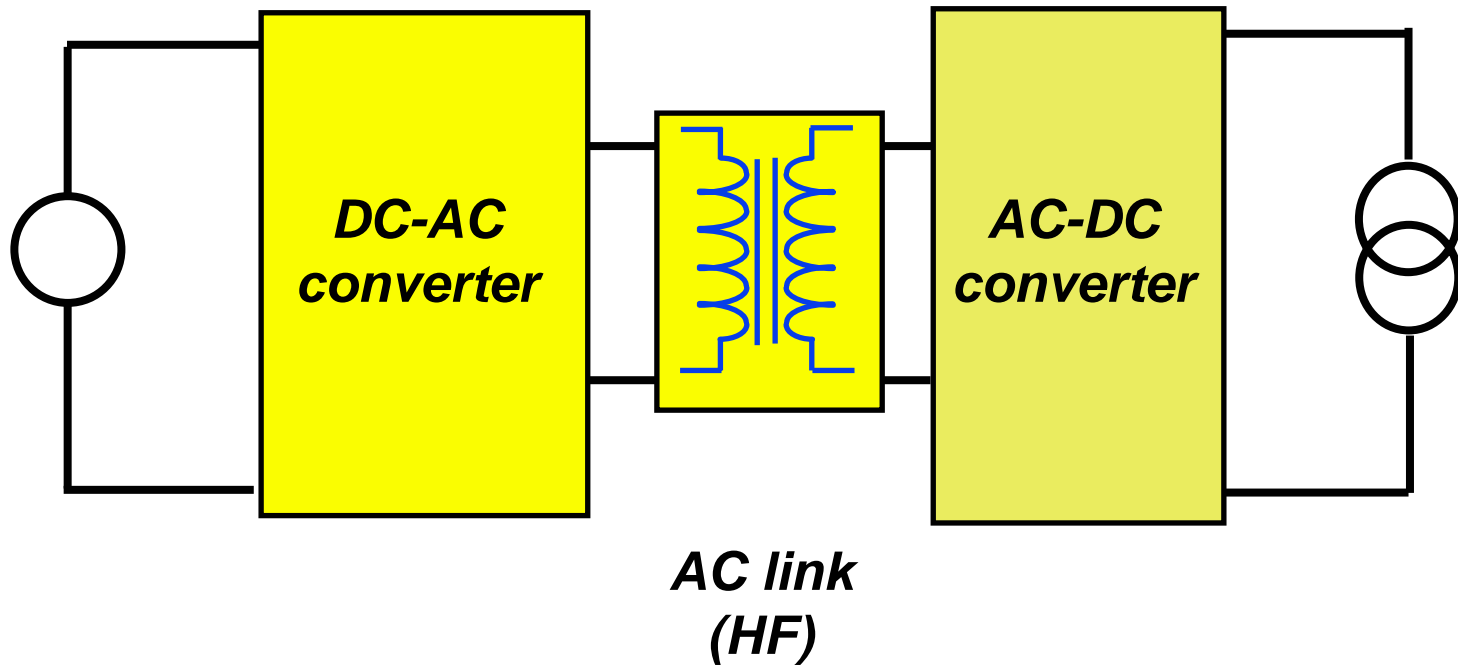 DC-AC
converter
AC-DC
converter
AC link
(HF)